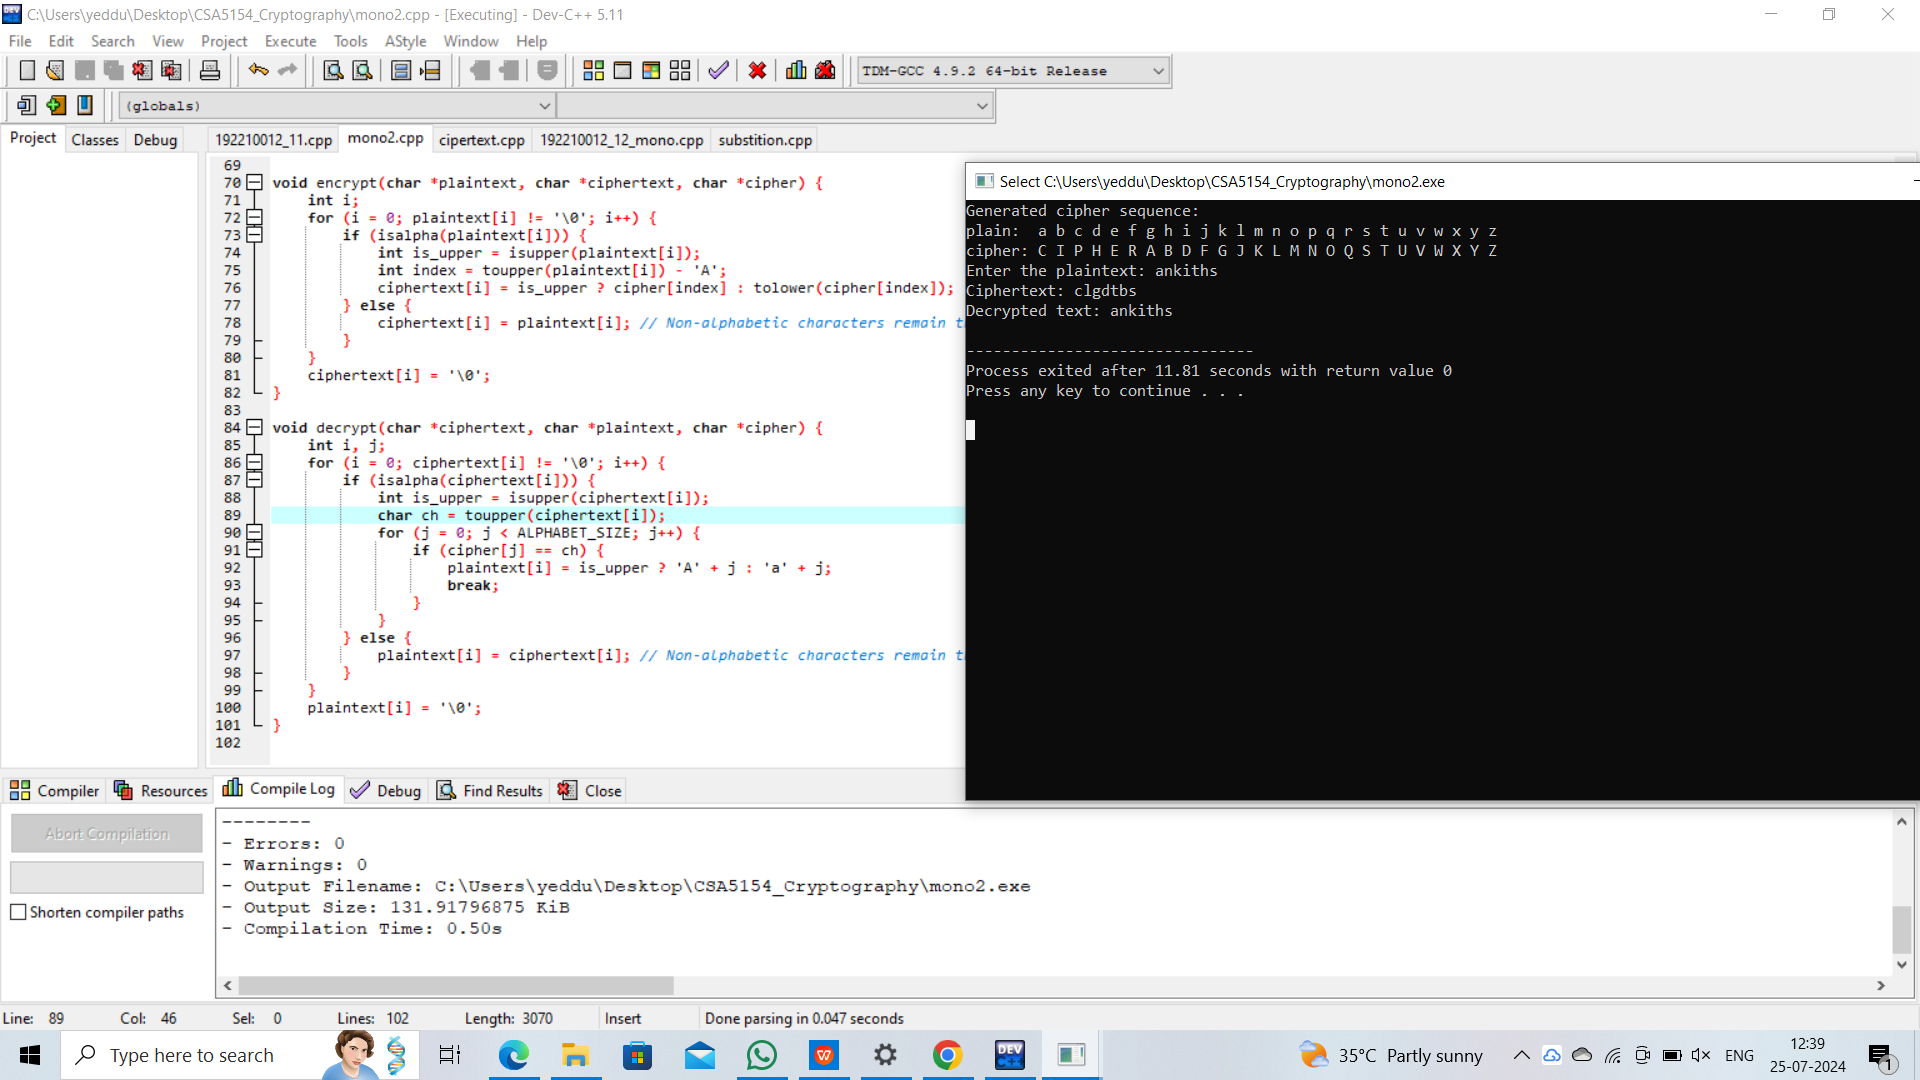 C:\Users\yeddu\Desktop\CSA5154_Cryptography\mono2.cpp - [Executing] - Dev-C++ 5.11
File Edit Search View Project Execute Tools AStyle Window Help
TDM-GCC 4.9.2 64-bit Release
(globals)
Project Classes Debug
192210012_11.cpp mono2.cpp cipertext.cpp 192210012_12_mono.cpp substition.cpp
69
70 void encrypt(char *plaintext, char *ciphertext, char *cipher) {
71 int i;
72 for (i = 0; plaintext[i] != '\0'; i++) {
73 if (isalpha(plaintext[i])) {
74 int is_upper = isupper(plaintext[i]);
75 int index = toupper(plaintext[i]) - 'A';
76 ciphertext[i] = is_upper ? cipher[index] : tolower(cipher[index]);
77 } else {
78 ciphertext[i] = plaintext[i]; // Non-alphabetic characters remain t
79 }
80 }
81 ciphertext[i] = '\0';
82 }
83
84 void decrypt(char *ciphertext, char *plaintext, char *cipher) {
85 int i, j;
86 for (i = 0; ciphertext[i] != '\0'; i++) {
87 if (isalpha(ciphertext[i])) {
88 int is_upper = isupper(ciphertext[i]);
89 char ch = toupper(ciphertext[i]);
90 for (j = 0; j < ALPHABET_SIZE; j++) {
91 if (cipher[j] == ch) {
92 plaintext[i] = is_upper ? 'A' + j : 'a' + j;
93 break;
94 }
95 }
96 } else {
97 plaintext[i] = ciphertext[i]; // Non-alphabetic characters remain t
98 }
99 }
100 plaintext[i] = '\0';
101 }
102
Select C:\Users\yeddu\Desktop\CSA5154_Cryptography\mono2.exe
Generated cipher sequence:
plain: a b c d e f g h i j k l m n o p q r s t u v w x y z
cipher: C I P H E R A B D F G J K L M N O Q S T U V W X Y Z
Enter the plaintext: ankiths
Ciphertext: clgdtbs
Decrypted text: ankiths
--------------------------------
Process exited after 11.81 seconds with return value 0
Press any key to continue . . .
Compiler Resources Compile Log Debug Find Results Close
Abort Compilation
Shorten compiler paths
--------
- Errors: 0
- Warnings: 0
- Output Filename: C:\Users\yeddu\Desktop\CSA5154_Cryptography\mono2.exe
- Output Size: 131.91796875 KiB
- Compilation Time: 0.50s
Line: 89 Col: 46 Sel: 0 Lines: 102 Length: 3070 Insert Done parsing in 0.047 seconds
Type here to search
DEV C++
35°C Partly sunny
ENG
12:39
25-07-2024
1